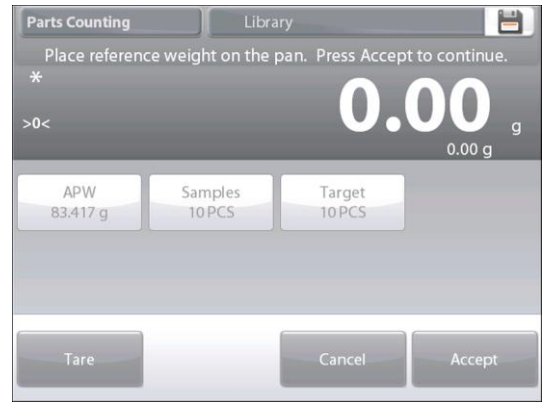 Parts Counting Library
Place reference weight on the pan. Press Accept to continue.
*
0.00 g
>0<
0.00 g
APW Samples Target
83.417 g 10 PCS 10 PCS
Tare Cancel Accept